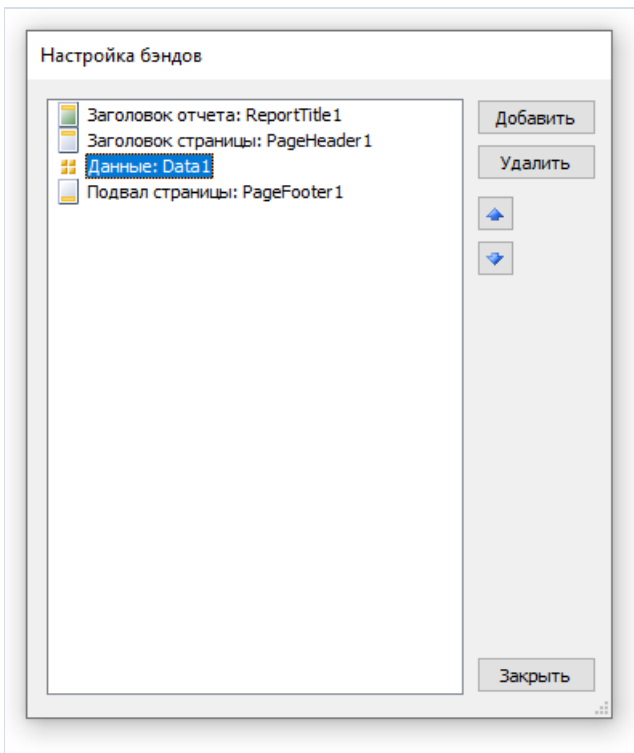 Настройка бэндов
Заголовок отчета: ReportTitle1
Заголовок страницы: PageHeader1
Данные: Data1
Подвал страницы: PageFooter1
Добавить
Удалить
Закрыть